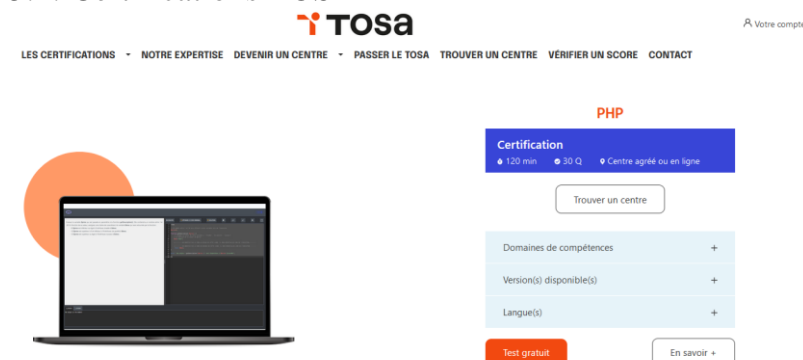 TOSA
Votre compte
LES CERTIFICATIONS NOTRE EXPERTISE DEVENIR UN CENTRE PASSER LE TOSA TROUVER UN CENTRE VÉRIFIER UN SCORE CONTACT
PHP
Certification
120 min 30 Q Centre agréé ou en ligne
Trouver un centre
Domaines de compétences +
Version(s) disponible(s) +
Langue(s) +
Test gratuit En savoir +